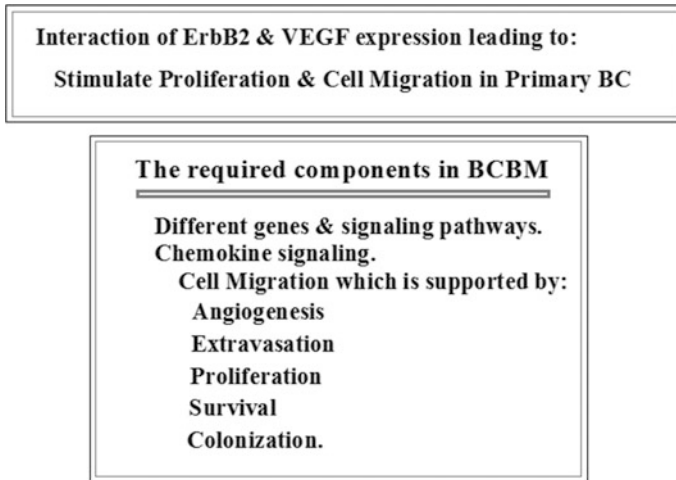 Interaction of ErbB2 & VEGF expression leading to:
Stimulate Proliferation & Cell Migration in Primary BC
The required components in BCBM
Different genes & signaling pathways.
Chemokine signaling.
Cell Migration which is supported by:
Angiogenesis
Extravasation
Proliferation
Survival
Colonization.